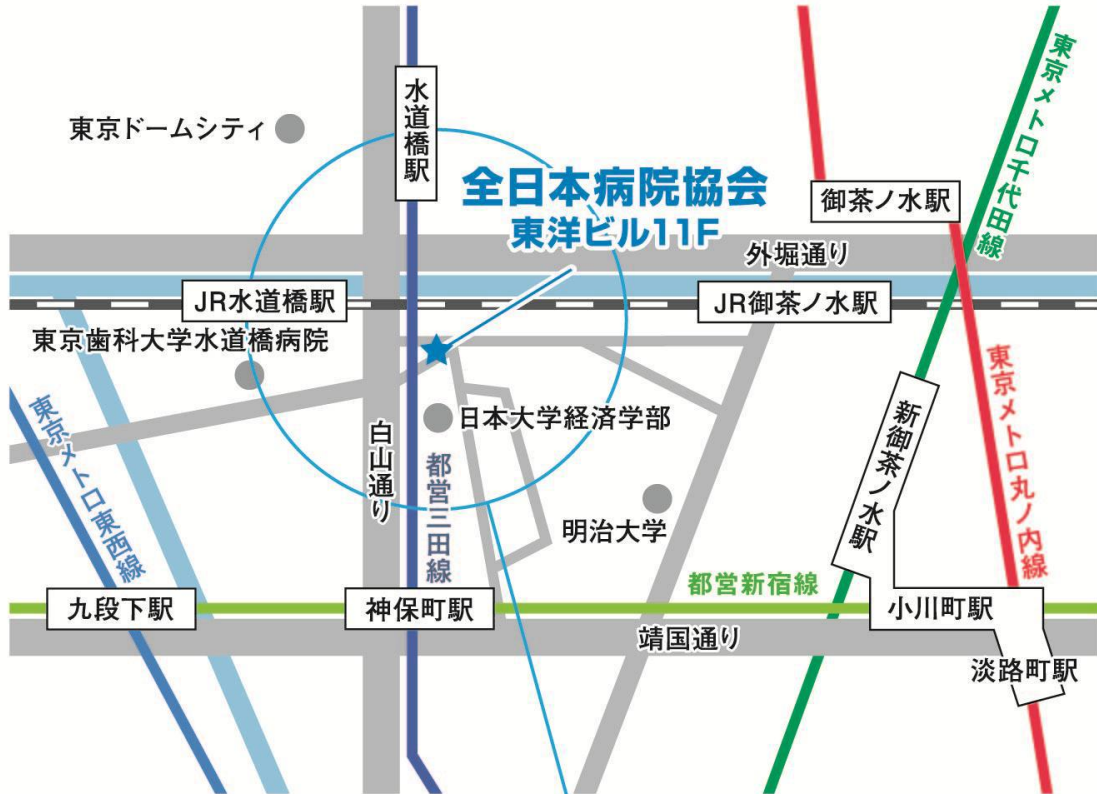 東京メトロ千代田線
水道橋駅
東京ドームシティ
全日本病院協会
東洋ビル11F
御茶ノ水駅
外堀通り
JR水道橋駅
JR御茶ノ水駅
東京歯科大学水道橋病院
東京メトロ丸ノ内線
東京メトロ東西線
白山通り
日本大学経済学部
都営三田線
新御茶ノ水駅
明治大学
都営新宿線
九段下駅
神保町駅
小川町駅
靖国通り
淡路町駅